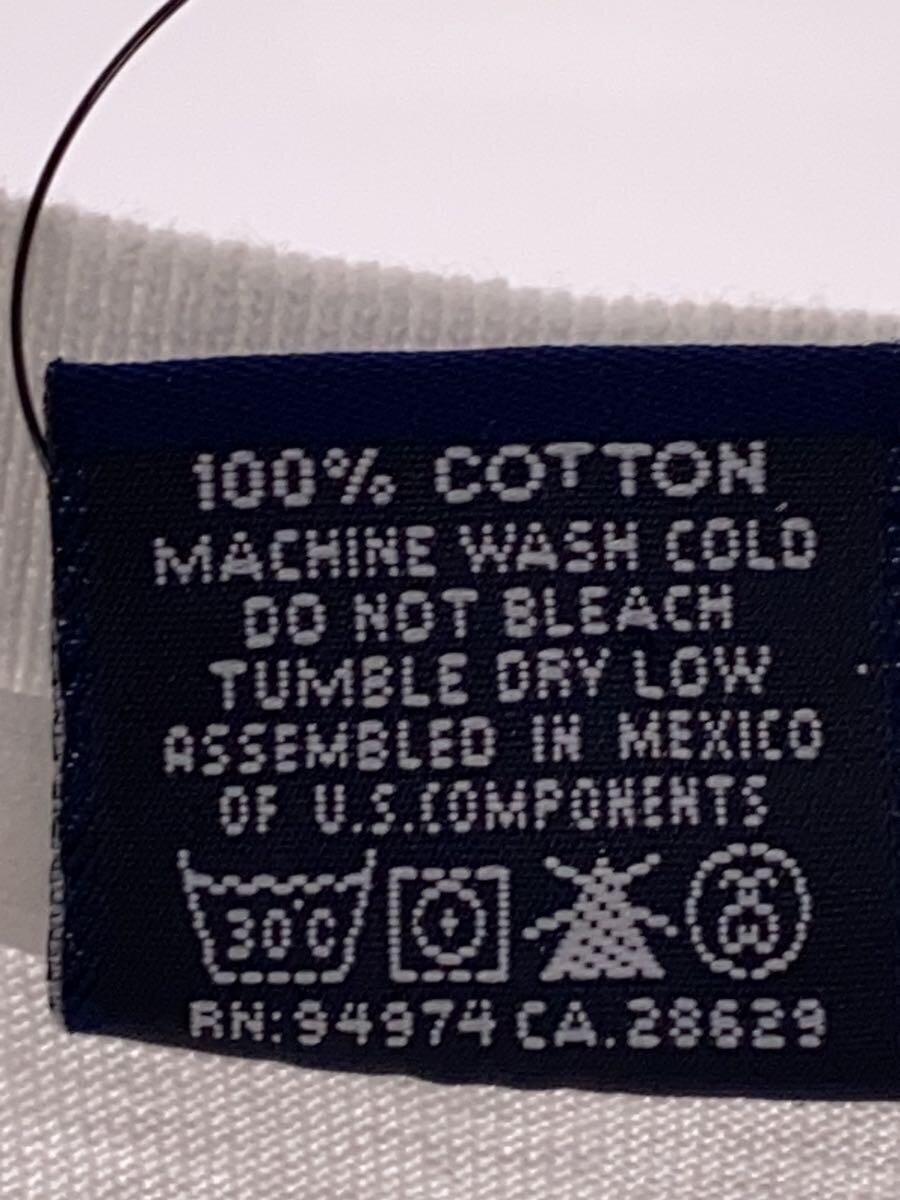 100% COTTON
MACHINE WASH COLD
DO NOT BLEACH
TUMBLE DRY LOW
ASSEMBLED IN MEXICO
OF U.S.COMPONENTS
30°C
RN:94974 CA.28629